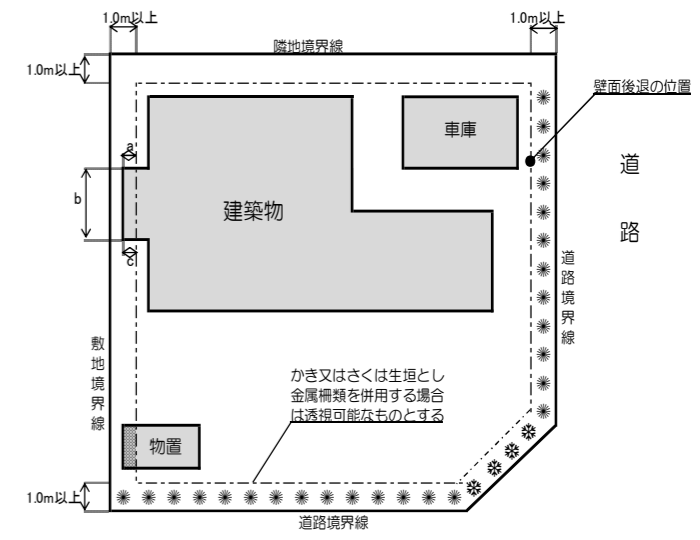 1.0m以上
1.0m以上
隣地境界線
1.0m以上
壁面後退の位置
車庫
道路
a
b
建築物
c
道路境界線
敷地境界線
かき又はさくは生垣とし
金属柵類を併用する場合
は透視可能なものとする
物置
1.0m以上
道路境界線